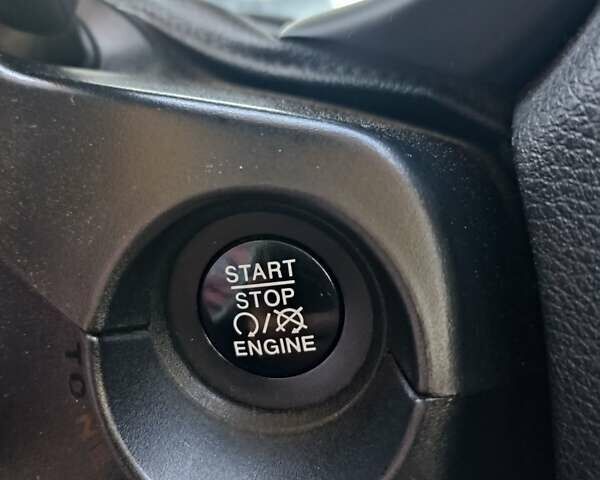 START
STOP
/
ENGINE